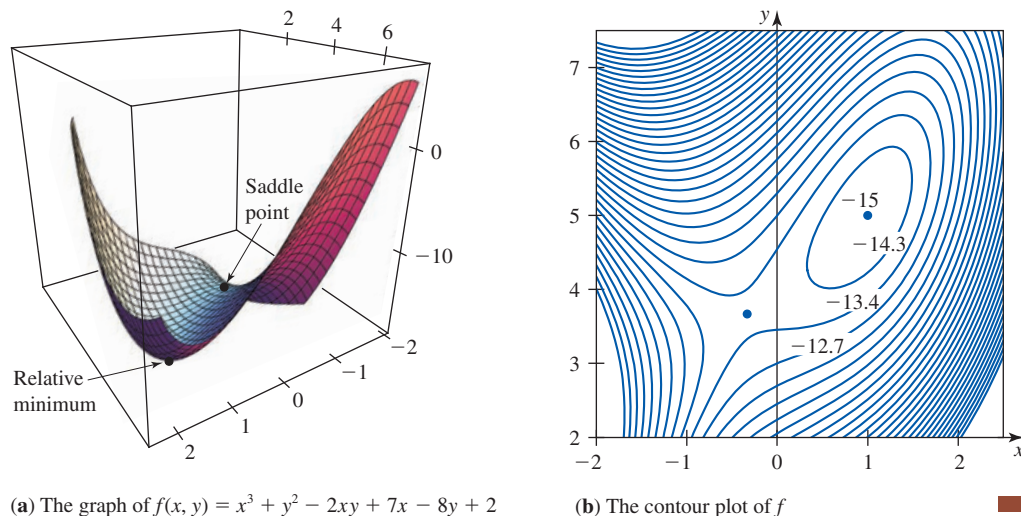 2 4 6
0
−10
−2
−1
0
1
2
Saddle
point
Relative
minimum
(a) The graph of f(x, y) = x³ + y² − 2xy + 7x − 8y + 2
y
7
6
5
4
3
2
−2 −1 0 1 2 x
−15
−14.3
−13.4
−12.7
(b) The contour plot of f